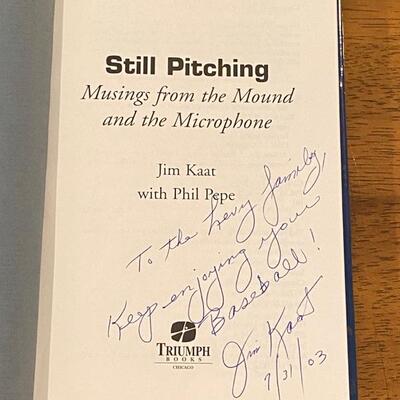 Still Pitching
Musings from the Mound
and the Microphone
Jim Kaat
with Phil Pepe
To the Levy family,
Keep enjoying your
Baseball!
Jim Kaat
7/31/03
TRIUMPH
BOOKS
CHICAGO